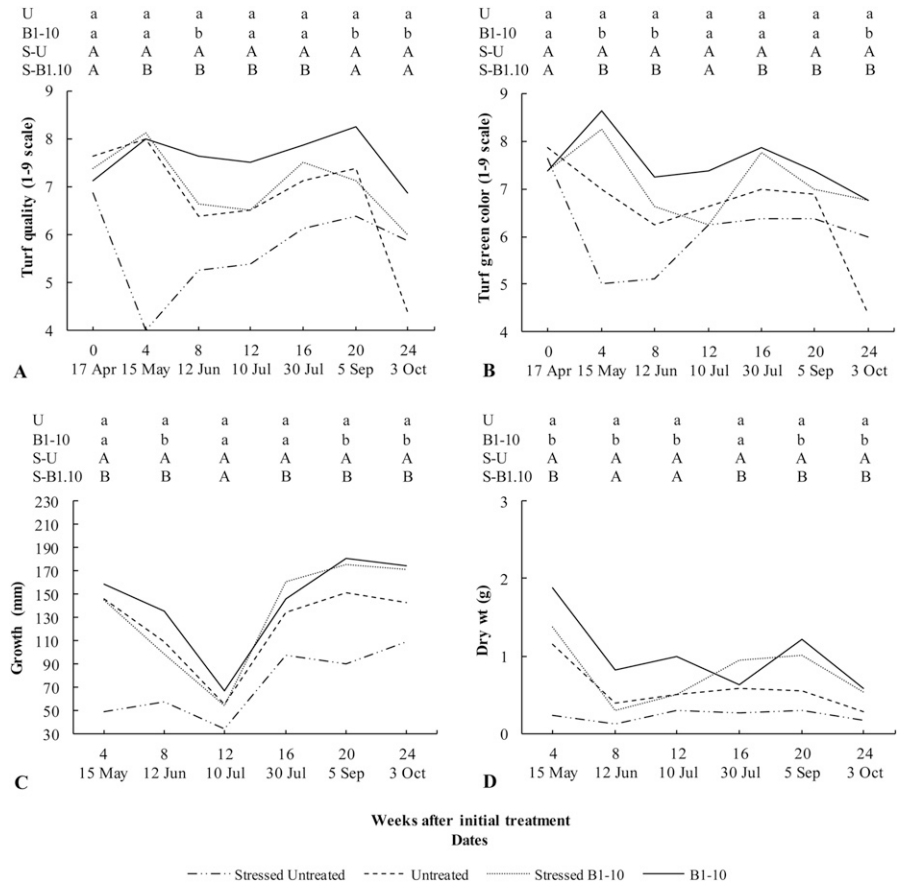 U a a a a a a a
B1-10 a a b a a b b
S-U A A A A A A A
S-B1.10 A B B B B A A
9
8
7
6
5
4
Turf quality (1-9 scale)
0 4 8 12 16 20 24
17 Apr 15 May 12 Jun 10 Jul 30 Jul 5 Sep 3 Oct
A
U a a a a a a a
B1-10 a b b a a a b
S-U A A A A A A A
S-B1.10 A B B A B B B
9
8
7
6
5
4
Turf green color (1-9 scale)
0 4 8 12 16 20 24
17 Apr 15 May 12 Jun 10 Jul 30 Jul 5 Sep 3 Oct
B
U a a a a a a
B1-10 a b a a b b
S-U A A A A A A
S-B1.10 B B A B B B
230
210
190
170
150
130
110
90
70
50
30
Growth (mm)
4 8 12 16 20 24
15 May 12 Jun 10 Jul 30 Jul 5 Sep 3 Oct
C
U a a a a a a
B1-10 b b b a b b
S-U A A A A A A
S-B1.10 B A A B B B
3
2
1
0
Dry wt (g)
4 8 12 16 20 24
15 May 12 Jun 10 Jul 30 Jul 5 Sep 3 Oct
D
Weeks after initial treatment
Dates
Stressed Untreated Untreated Stressed B1-10 B1-10